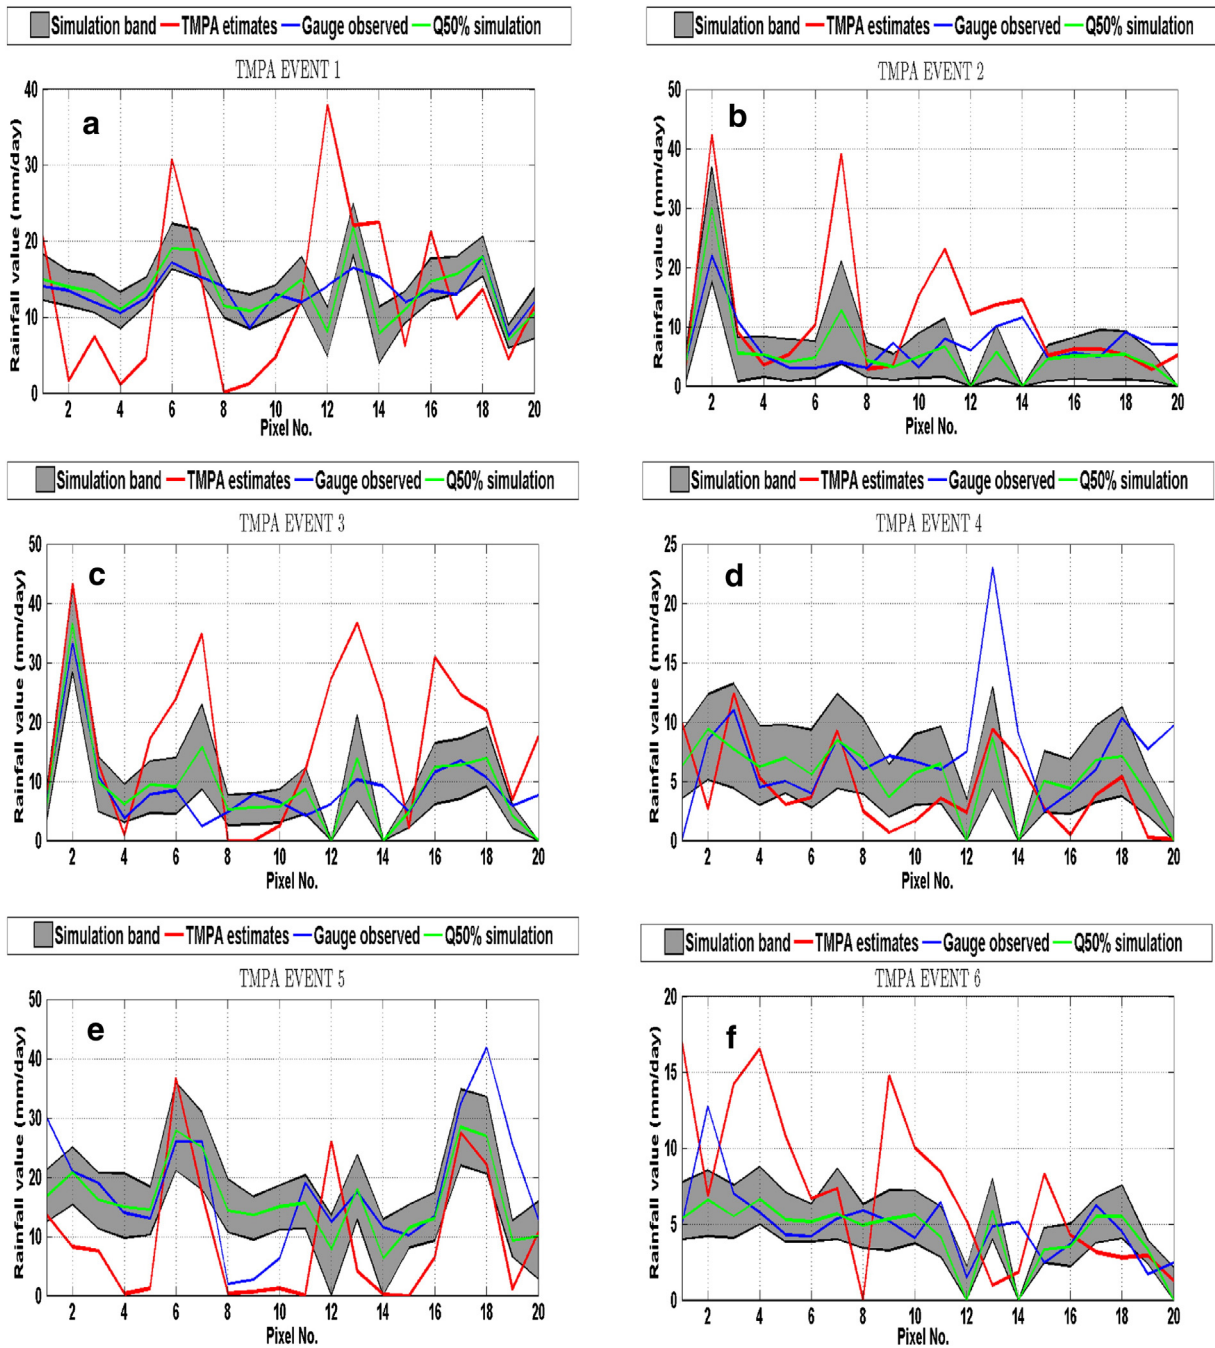 Simulation band TMPA etimates Gauge observed Q50% simulation
TMPA EVENT 1
a
Rainfall value (mm/day)
40
30
20
10
0
2 4 6 8 10 12 14 16 18 20
Pixel No.
Simulation band TMPA estimates Gauge observed Q50% simulation
TMPA EVENT 2
b
Rainfall value (mm/day)
50
40
30
20
10
0
2 4 6 8 10 12 14 16 18 20
Pixel No.
Simulation band TMPA estimates Gauge observed Q50% simulation
TMPA EVENT 3
c
Rainfall value (mm/day)
50
40
30
20
10
0
2 4 6 8 10 12 14 16 18 20
Pixel No.
Simulation band TMPA estimates Gauge observed Q50% simulation
TMPA EVENT 4
d
Rainfall value (mm/day)
25
20
15
10
5
0
2 4 6 8 10 12 14 16 18 20
Pixel No.
Simulation band TMPA estimates Gauge observed Q50% simulation
TMPA EVENT 5
e
Rainfall value (mm/day)
50
40
30
20
10
0
2 4 6 8 10 12 14 16 18 20
Pixel No.
Simulation band TMPA estimates Gauge observed Q50% simulation
TMPA EVENT 6
f
Rainfall value (mm/day)
20
15
10
5
0
2 4 6 8 10 12 14 16 18 20
Pixel No.